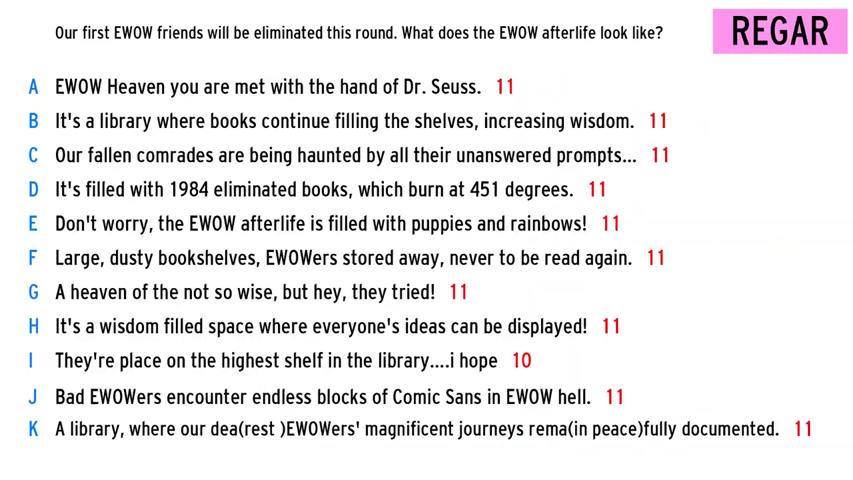 Our first EWOW friends will be eliminated this round. What does the EWOW afterlife look like?
REGAR
A EWOW Heaven you are met with the hand of Dr. Seuss. 11
B It's a library where books continue filling the shelves, increasing wisdom. 11
C Our fallen comrades are being haunted by all their unanswered prompts... 11
D It's filled with 1984 eliminated books, which burn at 451 degrees. 11
E Don't worry, the EWOW afterlife is filled with puppies and rainbows! 11
F Large, dusty bookshelves, EWOWers stored away, never to be read again. 11
G A heaven of the not so wise, but hey, they tried! 11
H It's a wisdom filled space where everyone's ideas can be displayed! 11
I They're place on the highest shelf in the library....i hope 10
J Bad EWOWers encounter endless blocks of Comic Sans in EWOW hell. 11
K A library, where our dea(rest )EWOWers' magnificent journeys rema(in peace)fully documented. 11